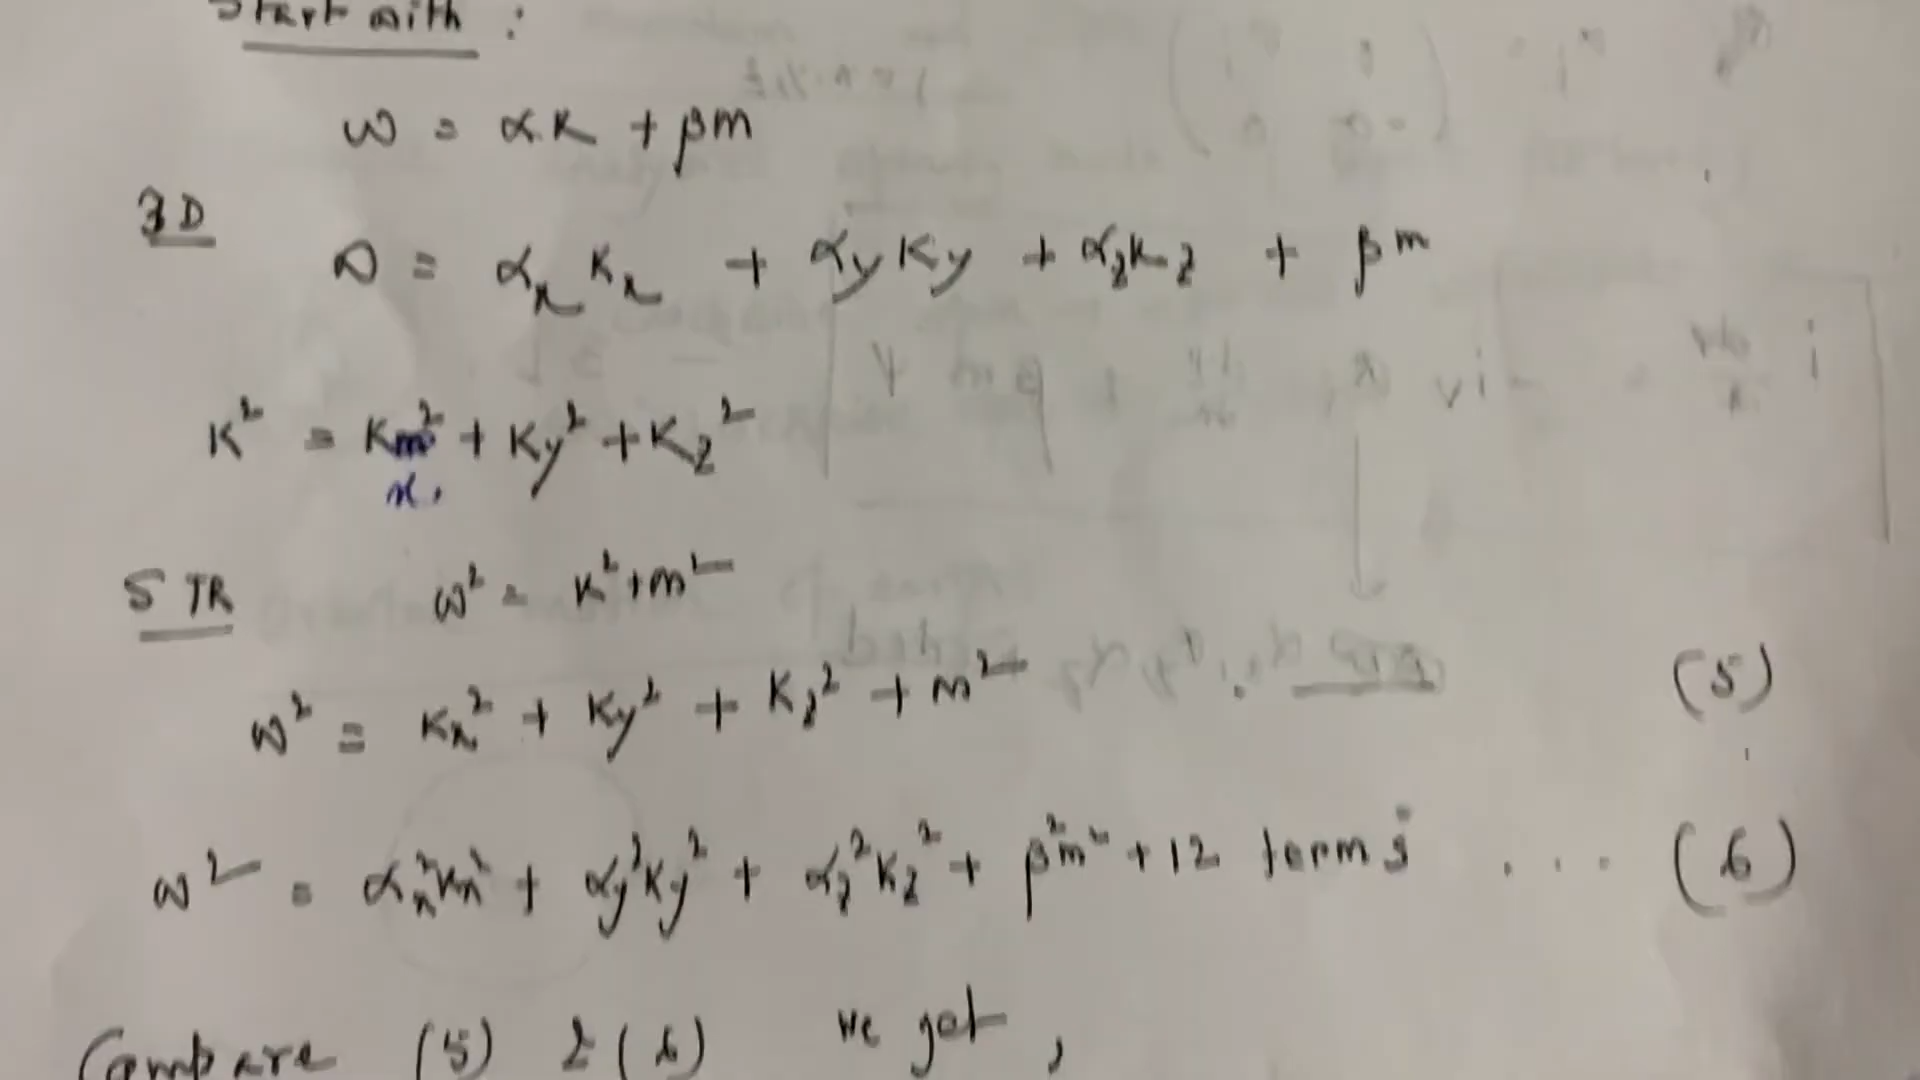 Start with :
ω = αK + βm
3D
ω = αₓKₓ + αyKy + αzKz + βm
K² = Km² + Ky² + Kz²
x.
STR ω² = K²+m²
ω² = Kx² + Ky² + Kz² + m² (5)
ω² = αx²Kx² + αy²Ky² + αz²Kz² + β²m² + 12 terms ... (6)
Compare (5) & (6) we get,